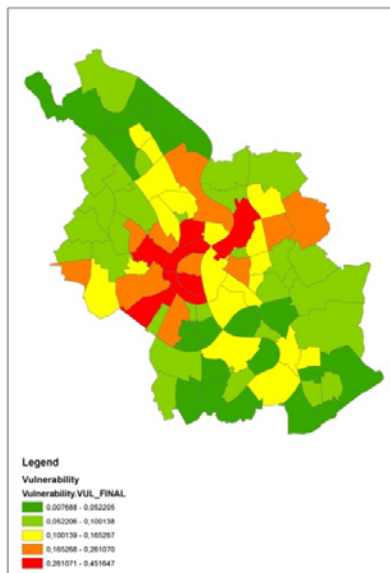 Legend
Vulnerability
Vulnerability.VUL_FINAL
0,007688 - 0,052205
0,052206 - 0,100138
0,100139 - 0,165267
0,165268 - 0,261070
0,261071 - 0,451647